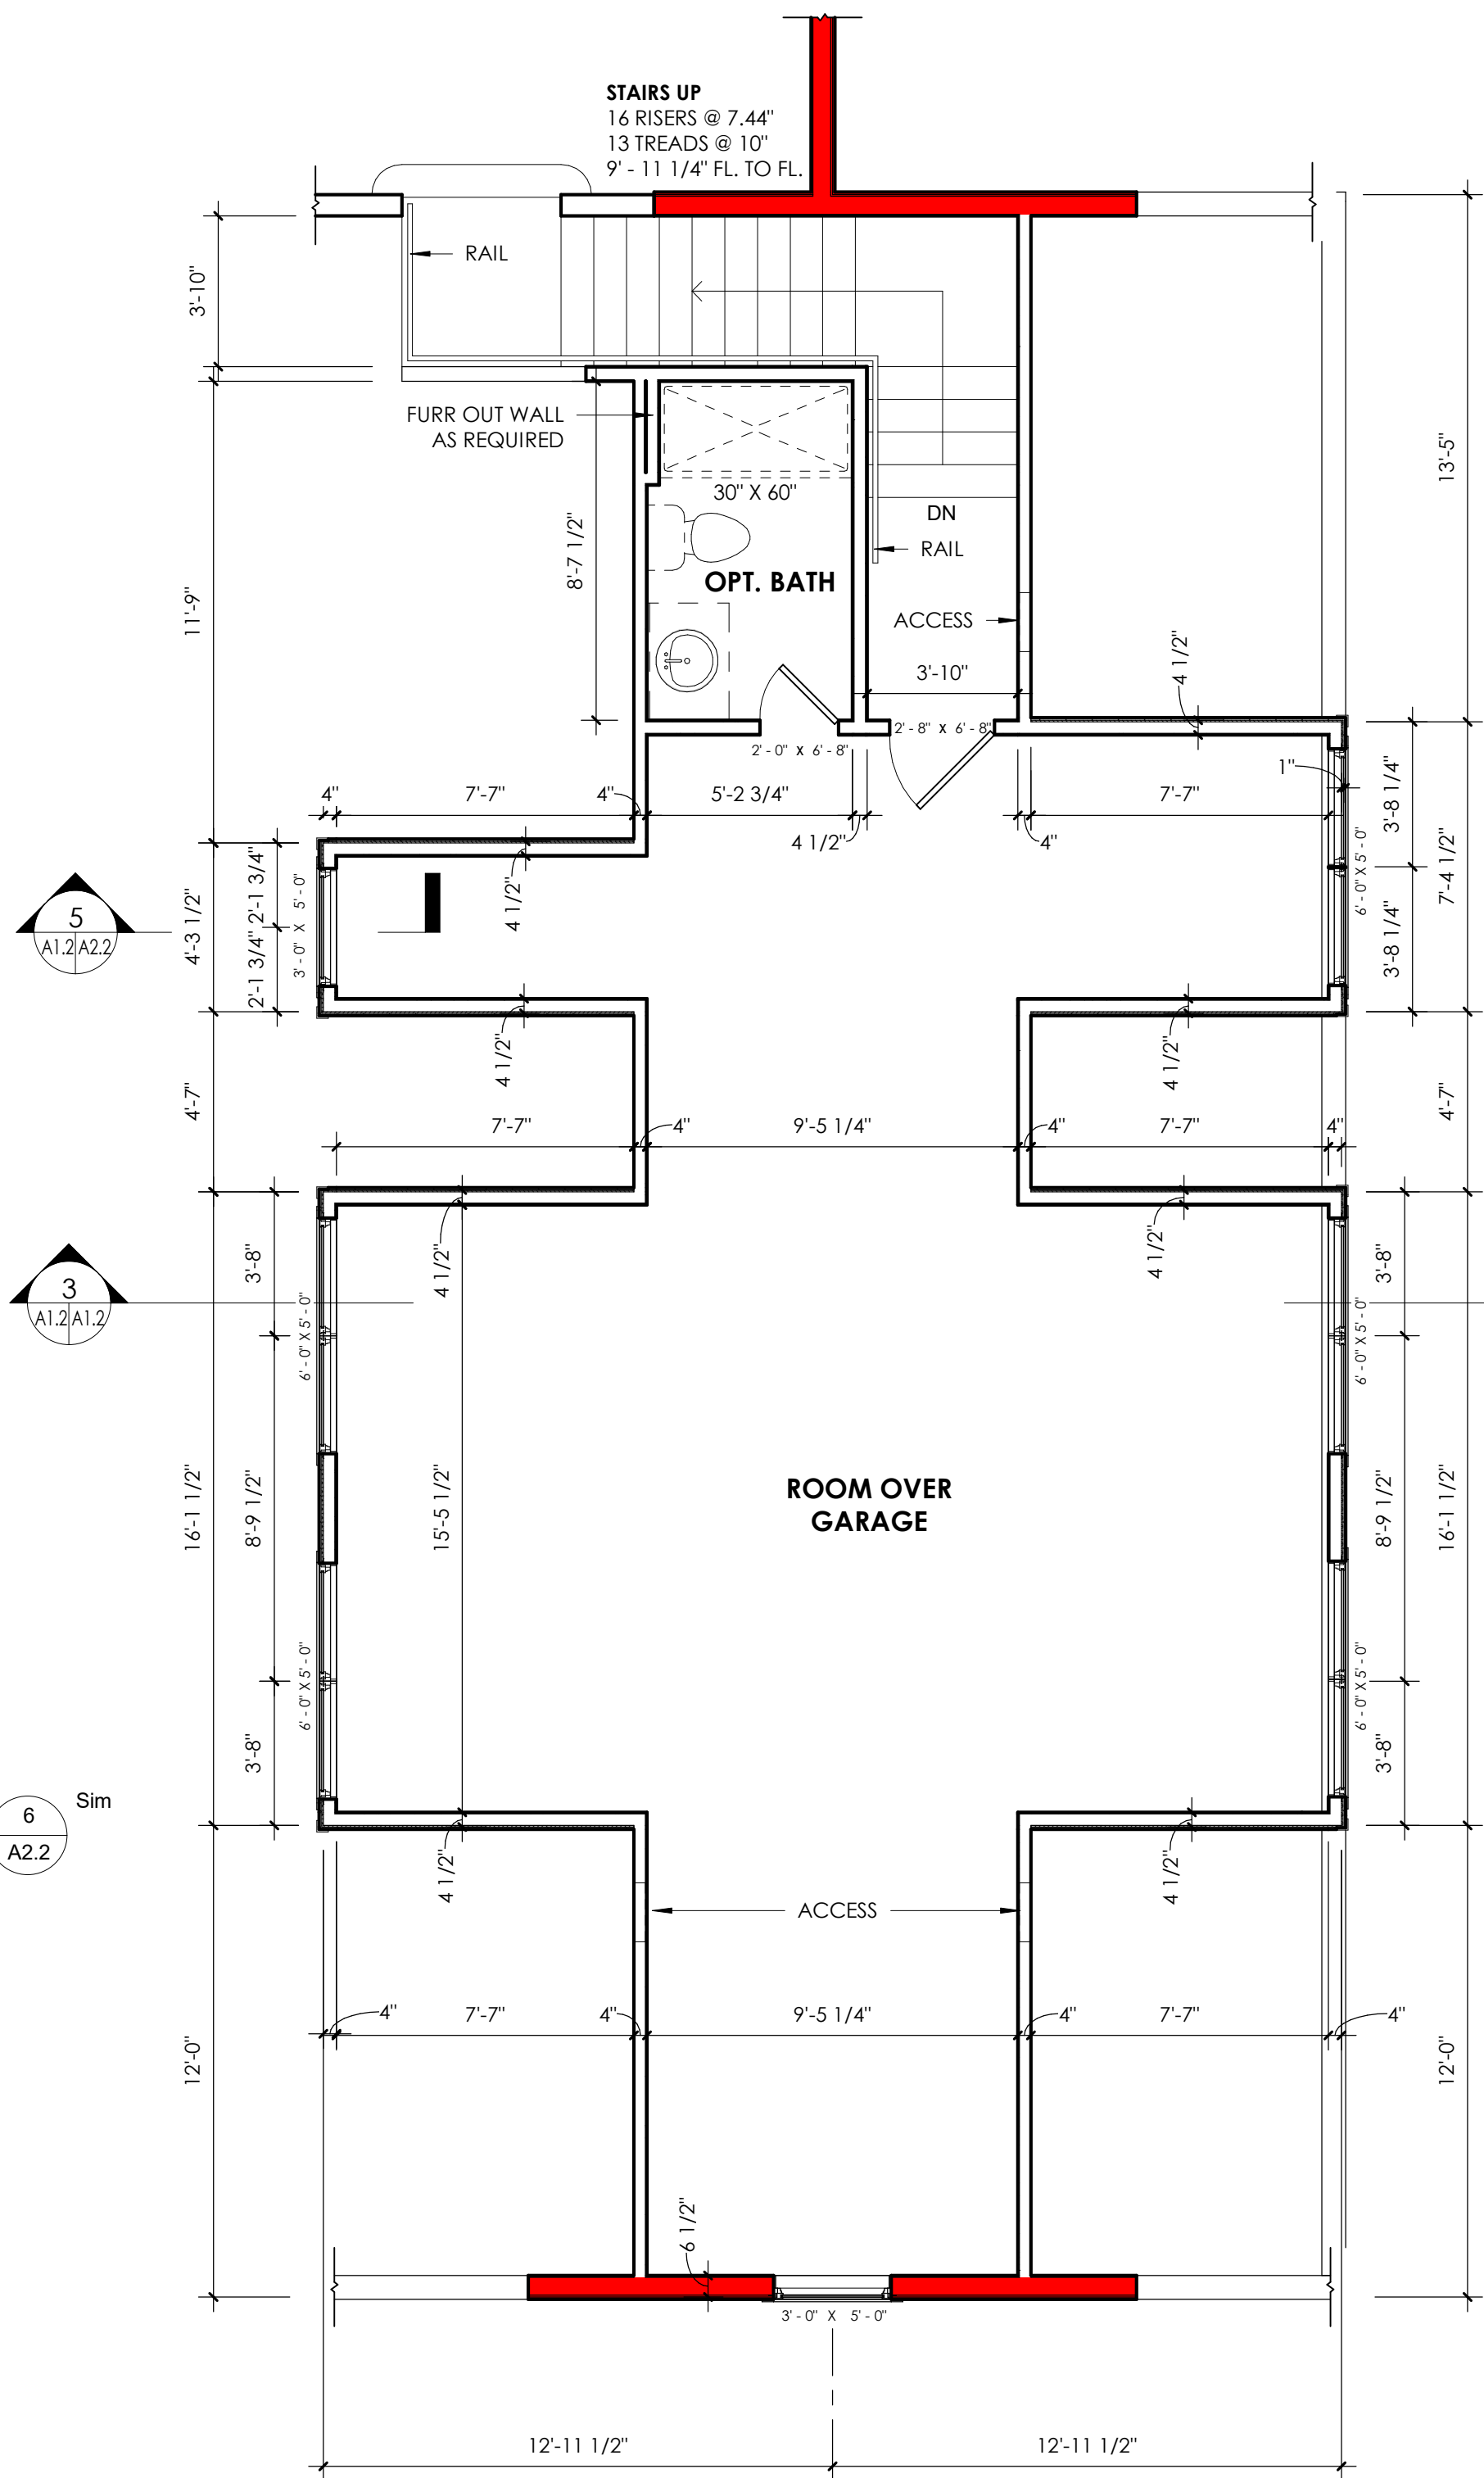 STAIRS UP
16 RISERS @ 7.44"
13 TREADS @ 10"
9' - 11 1/4" FL. TO FL.
RAIL
3'-10"
FURR OUT WALL
AS REQUIRED
30" X 60"
DN
RAIL
13'-5"
8'-7 1/2"
OPT. BATH
11'-9"
ACCESS
3'-10"
4 1/2"
2' - 0" x 6' - 8"
2' - 8" x 6' - 8"
1"
4"
7'-7"
4"
5'-2 3/4"
4 1/2"
4"
7'-7"
3'-8 1/4"
7'-4 1/2"
6' - 0" X 5' - 0"
3'-8 1/4"
5
A1.2
A2.2
4'-3 1/2"
2'-1 3/4"
2'-1 3/4"
3' - 0" X 5' - 0"
4 1/2"
4 1/2"
4 1/2"
4'-7"
7'-7"
4"
9'-5 1/4"
4"
7'-7"
4"
4'-7"
4 1/2"
4 1/2"
3'-8"
3'-8"
3
A1.2
A1.2
6' - 0" X 5' - 0"
6' - 0" X 5' - 0"
16'-1 1/2"
8'-9 1/2"
15'-5 1/2"
ROOM OVER
GARAGE
8'-9 1/2"
16'-1 1/2"
6' - 0" X 5' - 0"
6' - 0" X 5' - 0"
3'-8"
3'-8"
6
A2.2
Sim
4 1/2"
4 1/2"
ACCESS
4"
7'-7"
4"
9'-5 1/4"
4"
7'-7"
4"
12'-0"
12'-0"
6 1/2"
3' - 0" X 5' - 0"
12'-11 1/2"
12'-11 1/2"